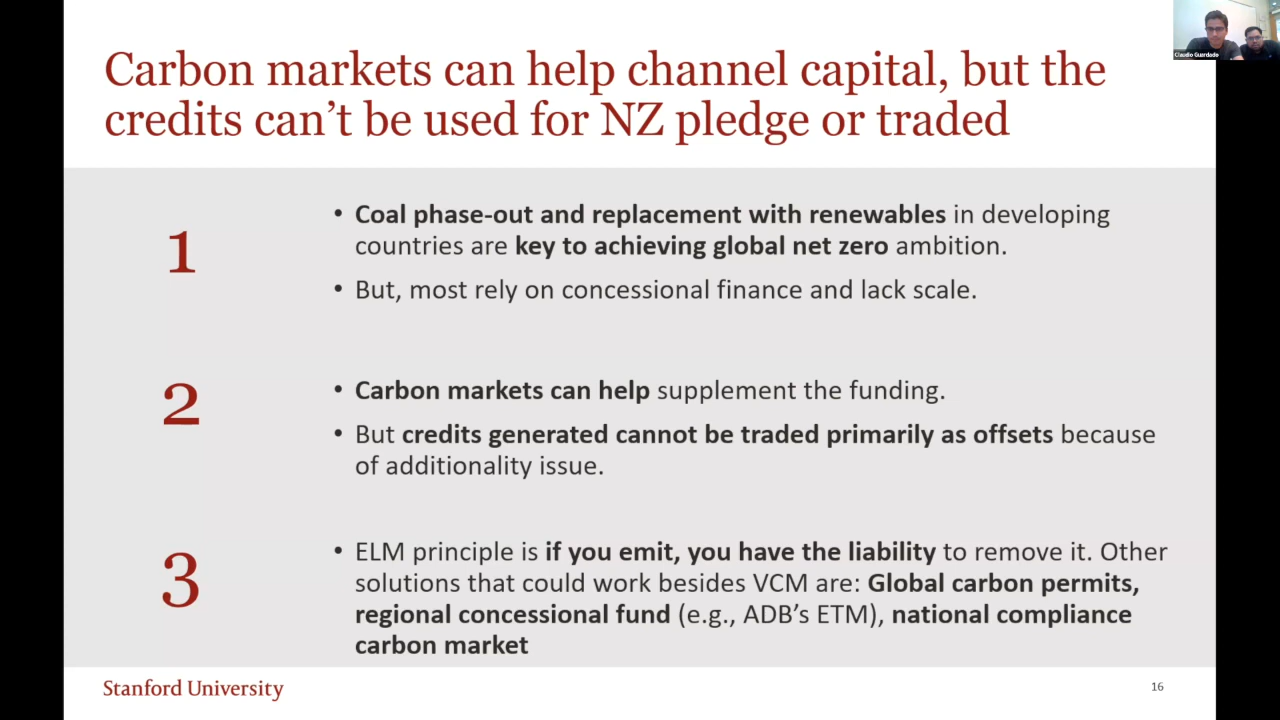 Carbon markets can help channel capital, but the
credits can't be used for NZ pledge or traded
1
• Coal phase-out and replacement with renewables in developing
countries are key to achieving global net zero ambition.
• But, most rely on concessional finance and lack scale.
2
• Carbon markets can help supplement the funding.
• But credits generated cannot be traded primarily as offsets because
of additionality issue.
3
• ELM principle is if you emit, you have the liability to remove it. Other
solutions that could work besides VCM are: Global carbon permits,
regional concessional fund (e.g., ADB's ETM), national compliance
carbon market
Stanford University
16
Claudio Guardado